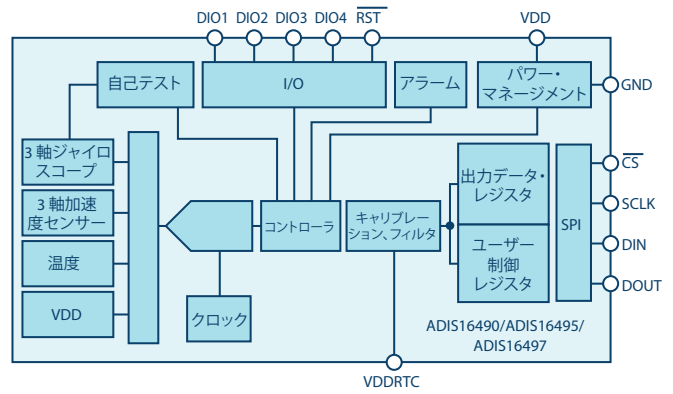 DIO1 DIO2 DIO3 DIO4 RST
VDD
自己テスト
I/O
アラーム
パワー・
マネージメント
GND
3 軸ジャイロ
スコープ
3 軸加速
度センサー
温度
VDD
クロック
コントローラ
キャリブレー
ション、フィルタ
出力データ・
レジスタ
ユーザー
制御
レジスタ
SPI
CS
SCLK
DIN
DOUT
ADIS16490/ADIS16495/
ADIS16497
VDDRTC